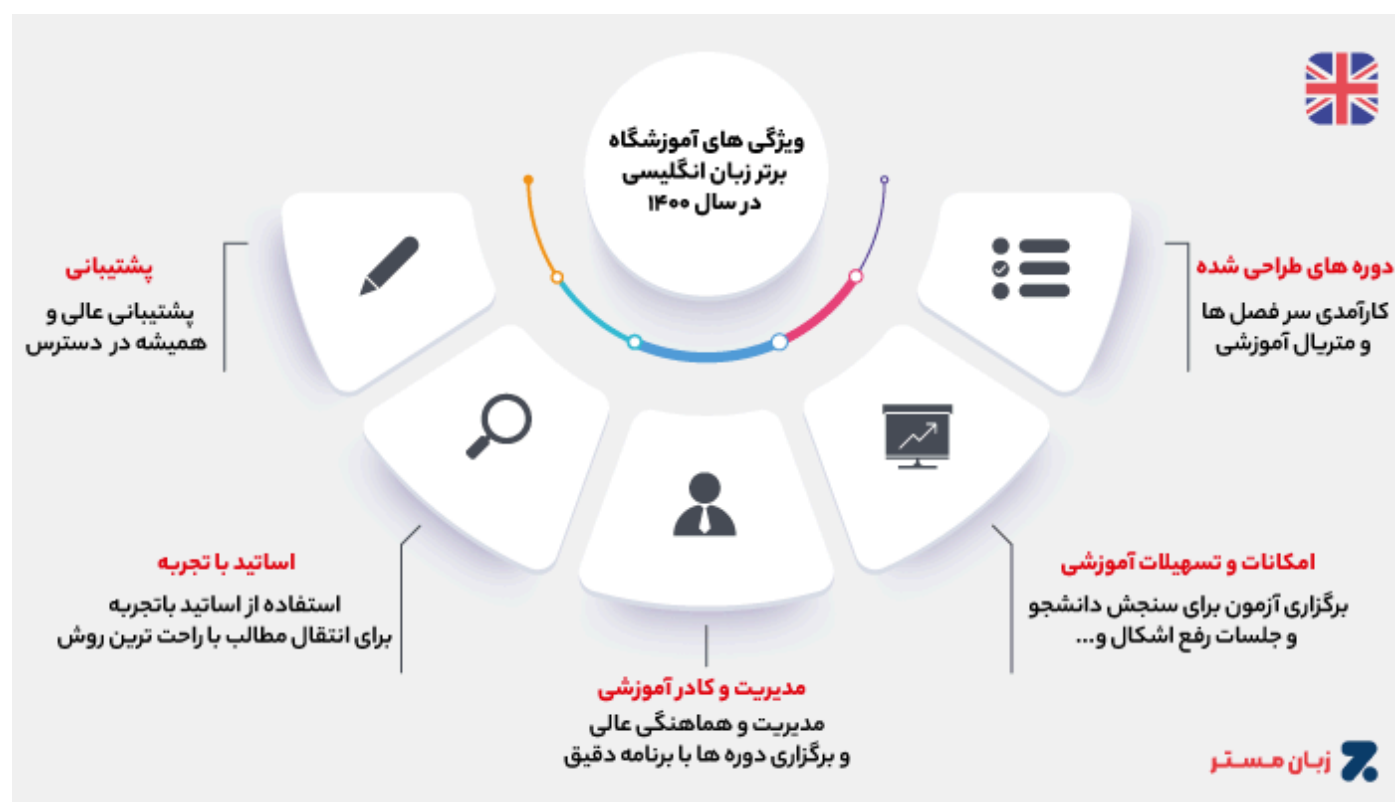 ویژگی های آموزشگاه
برتر زبان انگلیسی
در سال ۱۴۰۰
دوره های طراحی شده
کارآمدی سر فصل ها
و متریال آموزشی
امکانات و تسهیلات آموزشی
برگزاری آزمون برای سنجش دانشجو
و جلسات رفع اشکال و...
مدیریت و کادر آموزشی
مدیریت و هماهنگی عالی
و برگزاری دوره ها با برنامه دقیق
اساتید با تجربه
استفاده از اساتید باتجربه
برای انتقال مطالب با راحت ترین روش
پشتیبانی
پشتیبانی عالی و
همیشه در دسترس
زبان مستر